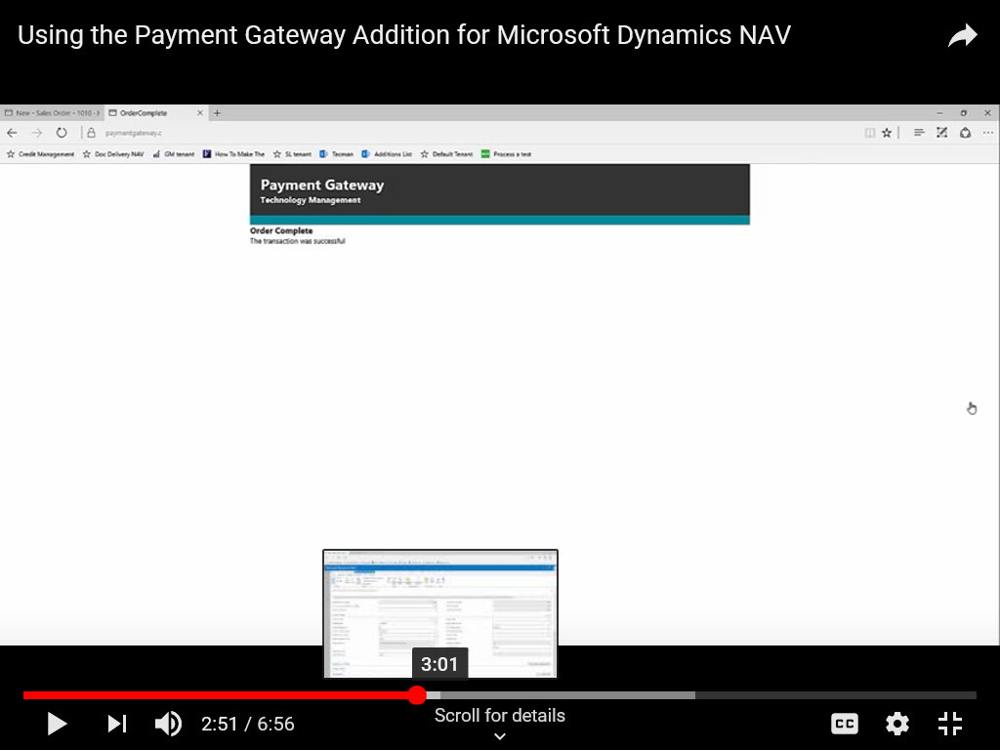 Using the Payment Gateway Addition for Microsoft Dynamics NAV
New - Sales Order - 1010 -
OrderComplete
paymentgateway.c
Credit Management
Doc Delivery NAV
GM tenant
How To Make The
SL tenant
Tecman
Additions List
Default Tenant
Process a test
Payment Gateway
Technology Management
Order Complete
The transaction was successful
3:01
2:51 / 6:56
Scroll for details
CC